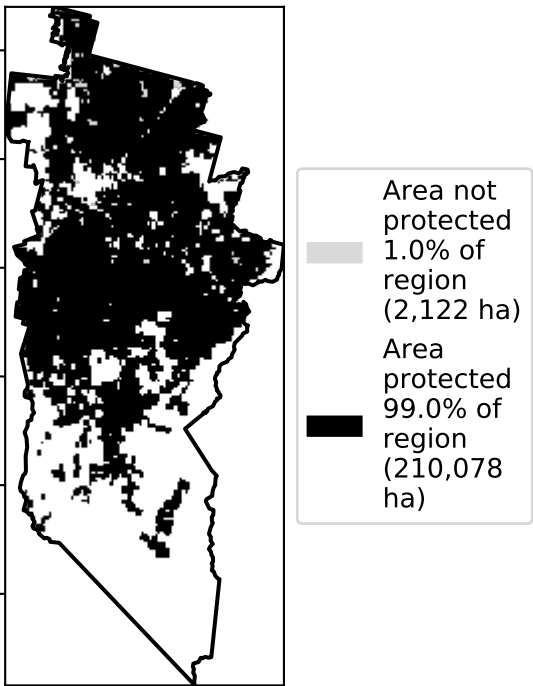 Area not
protected
1.0% of
region
(2,122 ha)
Area
protected
99.0% of
region
(210,078
ha)